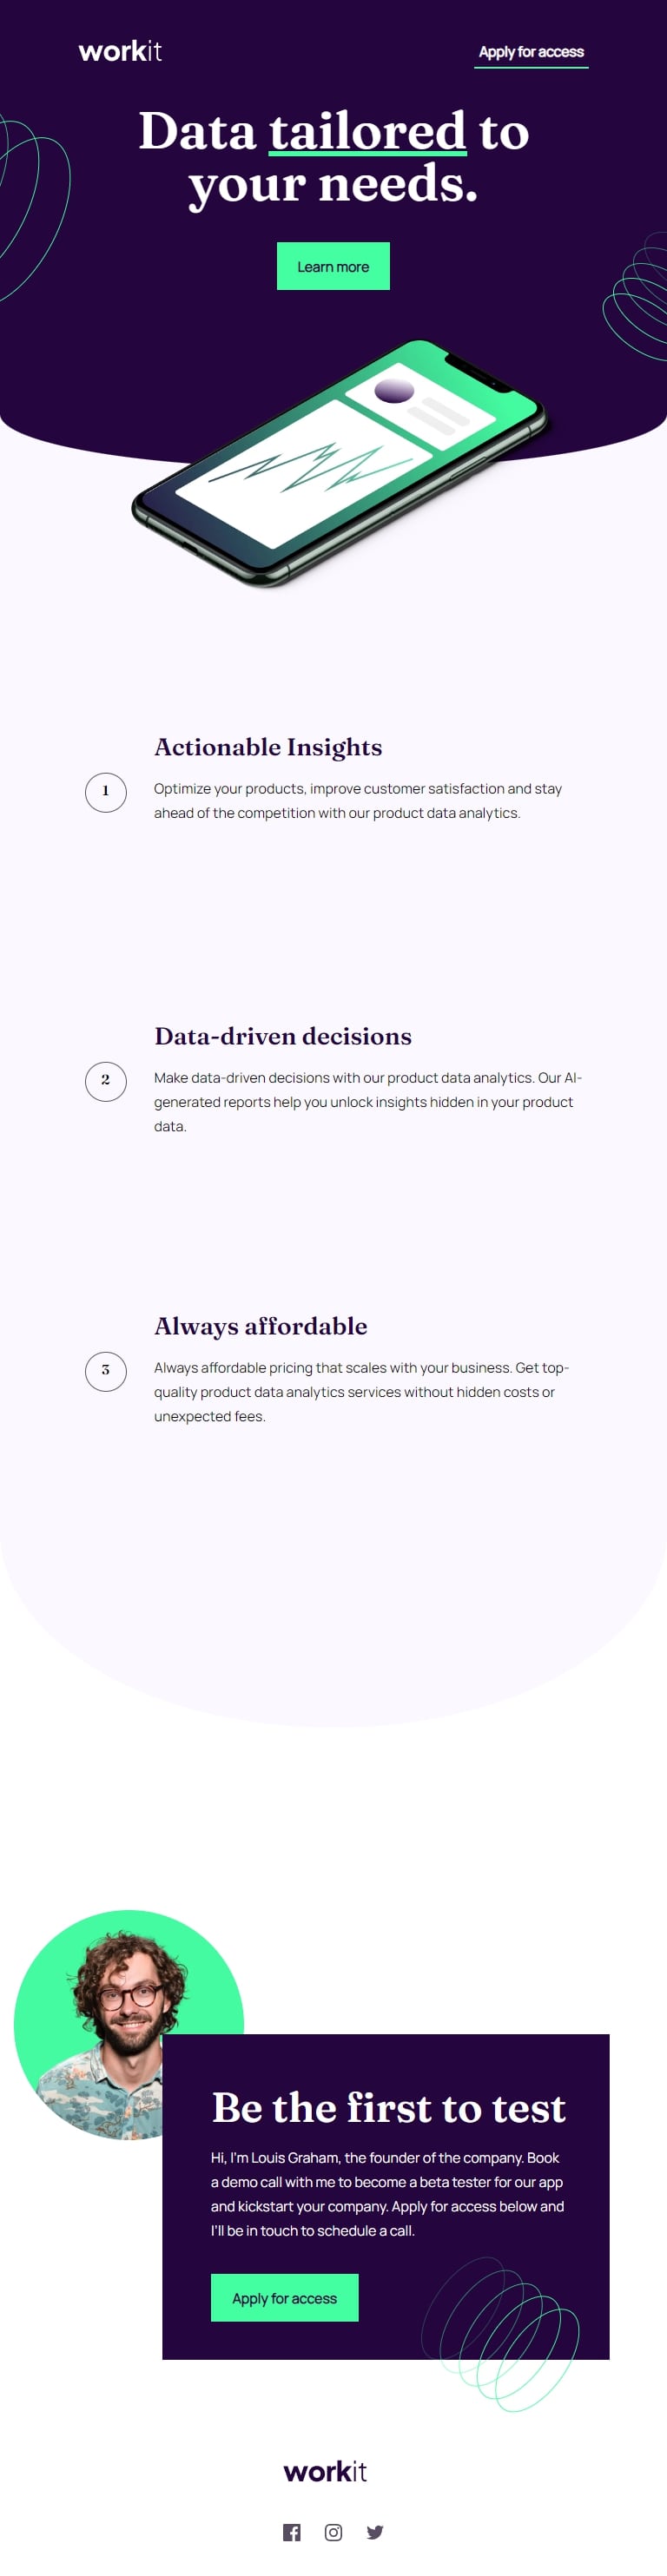 workit
Apply for access
Data tailored to
your needs.
Learn more
Actionable Insights
1
Optimize your products, improve customer satisfaction and stay
ahead of the competition with our product data analytics.
Data-driven decisions
2
Make data-driven decisions with our product data analytics. Our AI-
generated reports help you unlock insights hidden in your product
data.
Always affordable
3
Always affordable pricing that scales with your business. Get top-
quality product data analytics services without hidden costs or
unexpected fees.
Be the first to test
Hi, I'm Louis Graham, the founder of the company. Book
a demo call with me to become a beta tester for our app
and kickstart your company. Apply for access below and
I'll be in touch to schedule a call.
Apply for access
workit